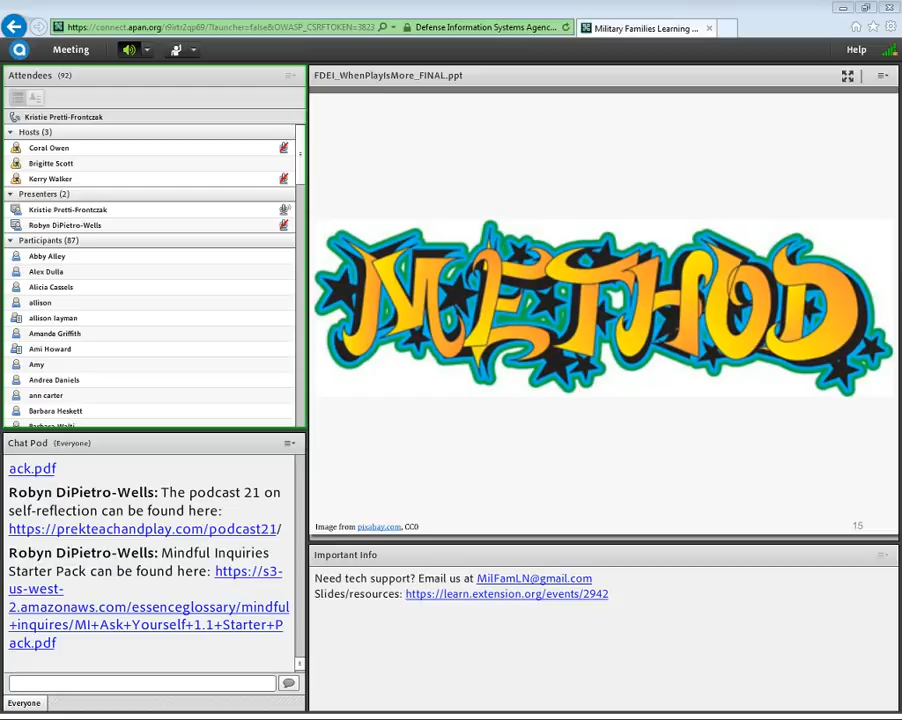 https://connect.apan.org/r9xtr2qp69/?launcher=false&OWASP_CSRFTOKEN=3823
Defense Information Systems Agenc...
Military Families Learning ...
Meeting
Help
Attendees (92)
Kristie Pretti-Frontczak
Hosts (3)
Coral Owen
Brigitte Scott
Kerry Walker
Presenters (2)
Kristie Pretti-Frontczak
Robyn DiPietro-Wells
Participants (87)
Abby Alley
Alex Dulla
Alicia Cassels
allison
allison layman
Amanda Griffith
Ami Howard
Amy
Andrea Daniels
ann carter
Barbara Heskett
Chat Pod (Everyone)
ack.pdf
Robyn DiPietro-Wells: The podcast 21 on
self-reflection can be found here:
https://prekteachandplay.com/podcast21/
Robyn DiPietro-Wells: Mindful Inquiries
Starter Pack can be found here: https://s3-
us-west-
2.amazonaws.com/essenceglossary/mindful
+inquires/MI+Ask+Yourself+1.1+Starter+P
ack.pdf
Everyone
FDEI_WhenPlayIsMore_FINAL.ppt
METHOD
Image from pixabay.com, CC0
15
Important Info
Need tech support? Email us at MilFamLN@gmail.com
Slides/resources: https://learn.extension.org/events/2942